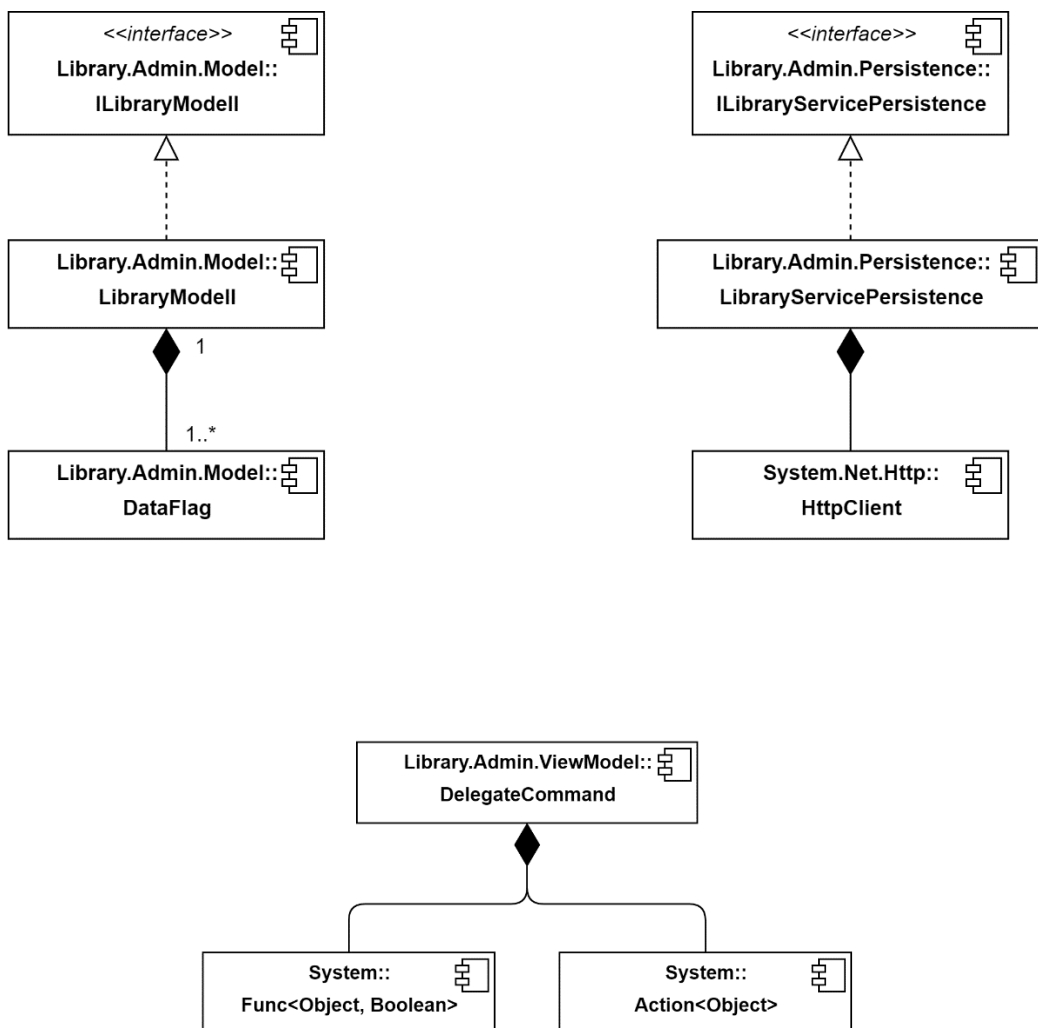 <<interface>>
Library.Admin.Model::
ILibraryModell
<<interface>>
Library.Admin.Persistence::
ILibraryServicePersistence
Library.Admin.Model::
LibraryModell
Library.Admin.Persistence::
LibraryServicePersistence
1
1..*
Library.Admin.Model::
DataFlag
System.Net.Http::
HttpClient
Library.Admin.ViewModel::
DelegateCommand
System::
Func<Object, Boolean>
System::
Action<Object>